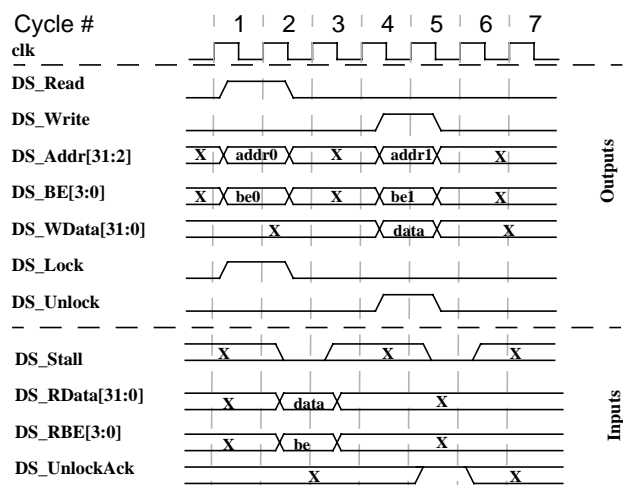 Cycle # 1 2 3 4 5 6 7
clk
DS_Read
DS_Write
DS_Addr[31:2] X addr0 X addr1 X
DS_BE[3:0] X be0 X be1 X
DS_WData[31:0] X data X
DS_Lock
DS_Unlock
Outputs
DS_Stall X X X
DS_RData[31:0] X data X
DS_RBE[3:0] X be X
DS_UnlockAck X X
Inputs